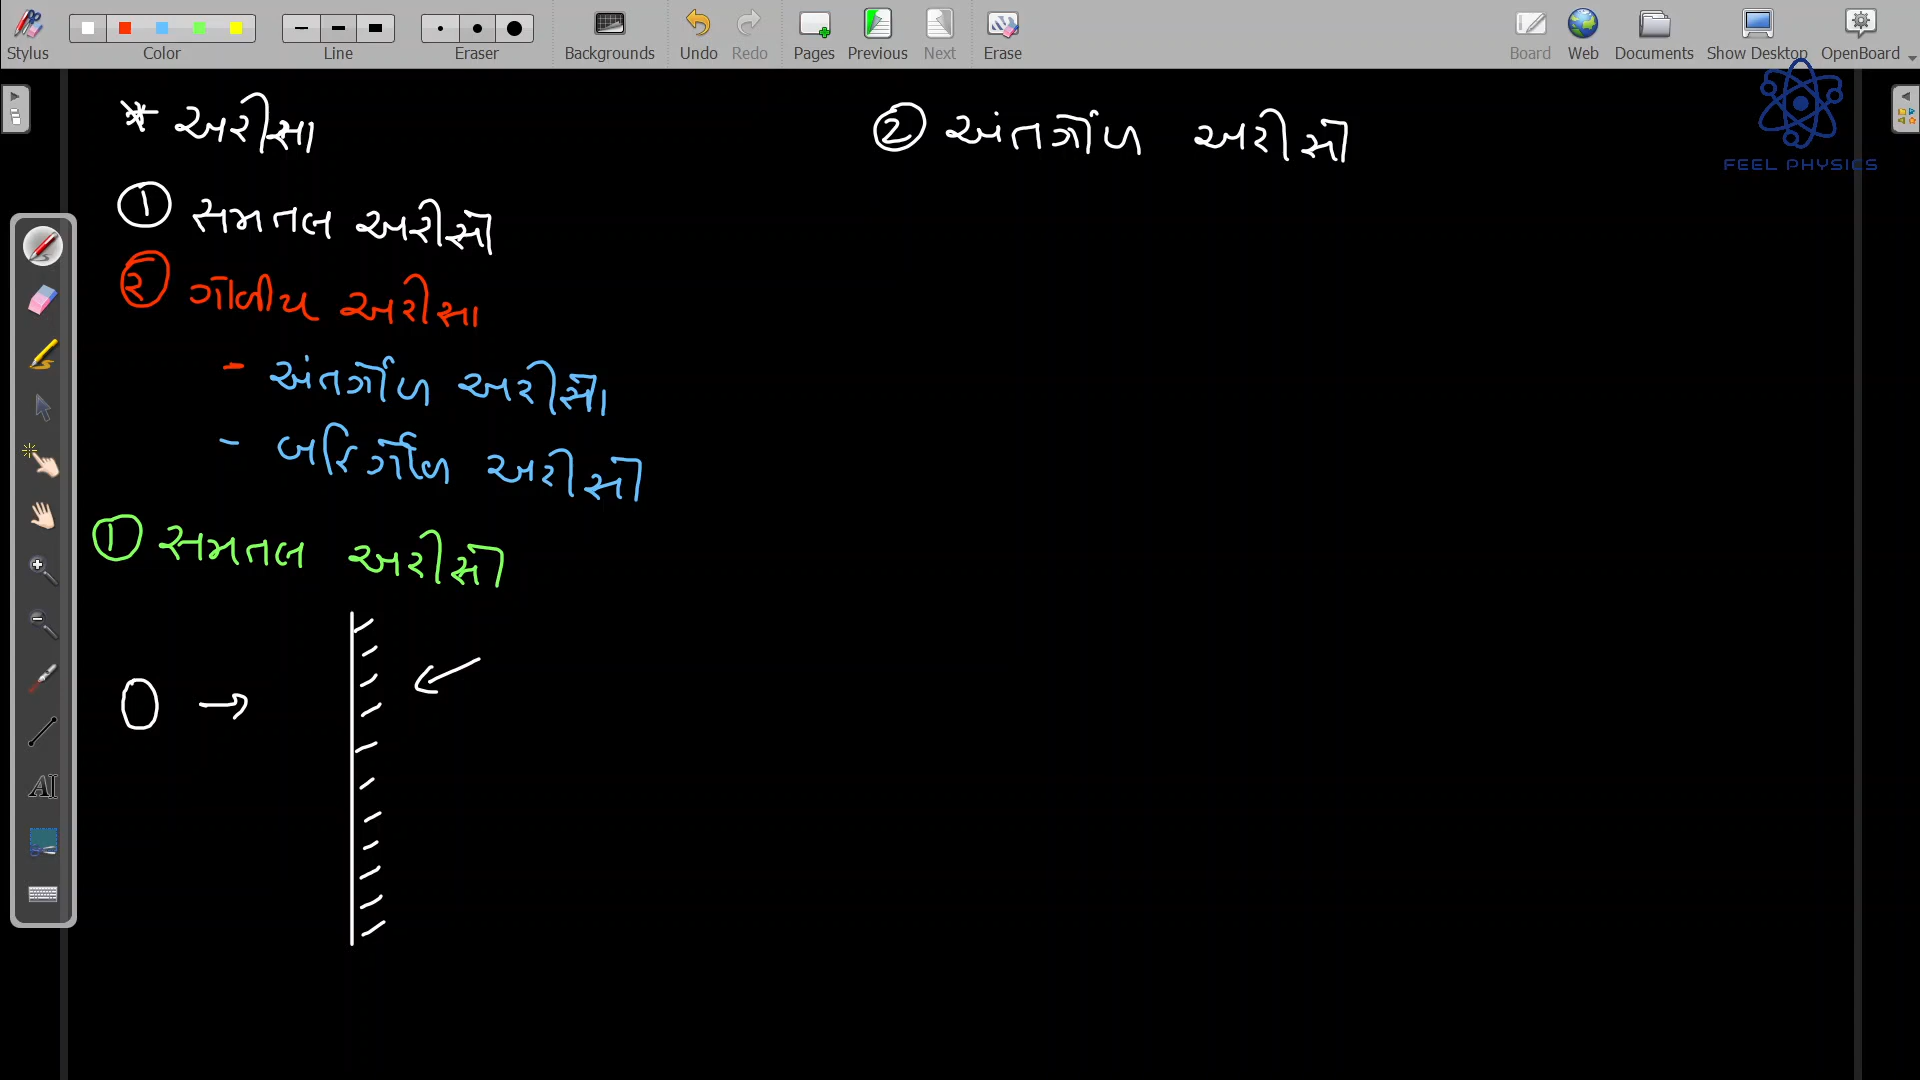 Stylus Color Line Eraser Backgrounds Undo Redo Pages Previous Next Erase Board Web Documents Show Desktop OpenBoard
FEEL PHYSICS
* અરીસા
① સમતલ અરીસો
② ગોળીય અરીસા
- અંતર્ગોળ અરીસો
- બહિર્ગોળ અરીસો
① સમતલ અરીસો
O →
② અંતર્ગોળ અરીસો